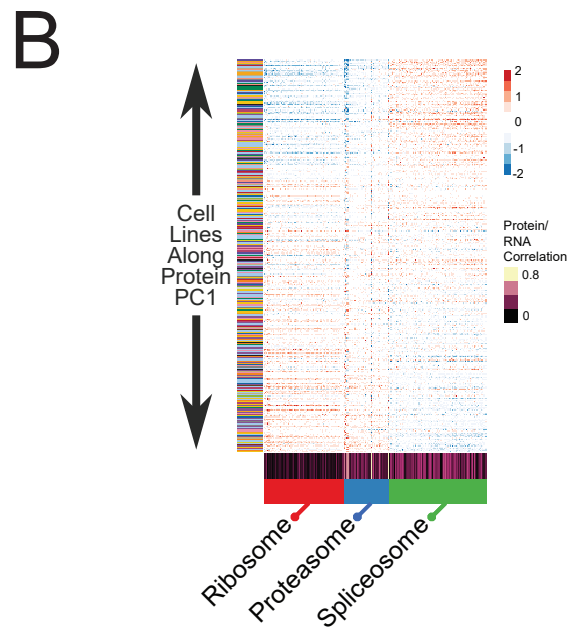 B
Cell
Lines
Along
Protein
PC1
2
1
0
-1
-2
Protein/
RNA
Correlation
0.8
0
Ribosome
Proteasome
Spliceosome